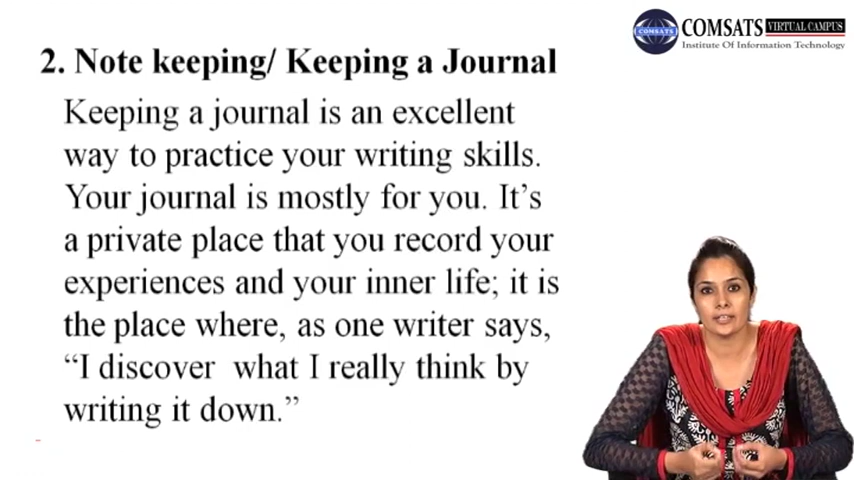 COMSATS VIRTUAL CAMPUS
COMSATS
Institute Of Information Technology
2. Note keeping/ Keeping a Journal
Keeping a journal is an excellent
way to practice your writing skills.
Your journal is mostly for you. It’s
a private place that you record your
experiences and your inner life; it is
the place where, as one writer says,
“I discover what I really think by
writing it down.”